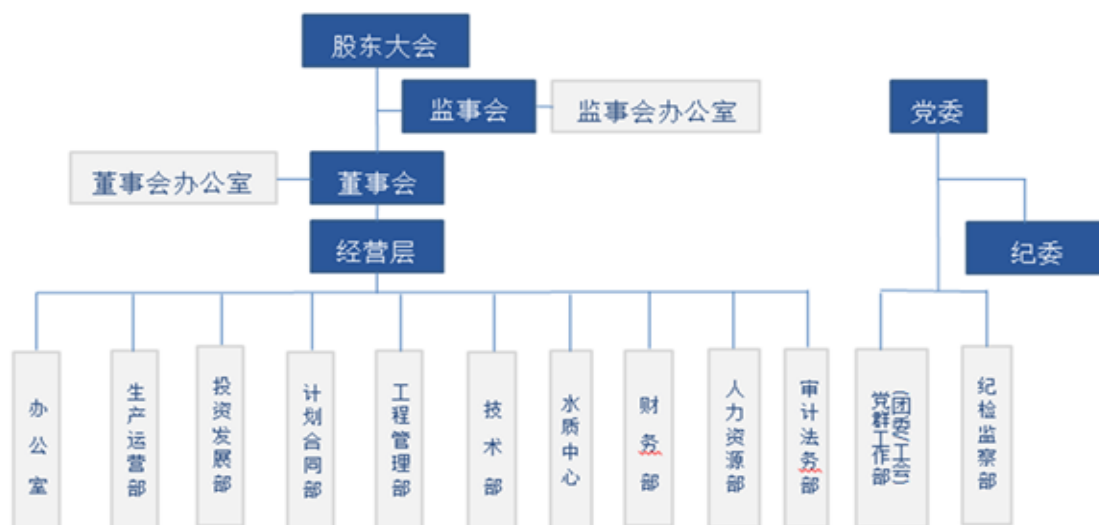 股东大会
监事会
监事会办公室
党委
董事会办公室
董事会
经营层
纪委
办公室
生产运营部
投资发展部
计划合同部
工程管理部
技术部
水质中心
财务部
人力资源部
审计法务部
党群工作部
(团委/工会)
纪检监察部